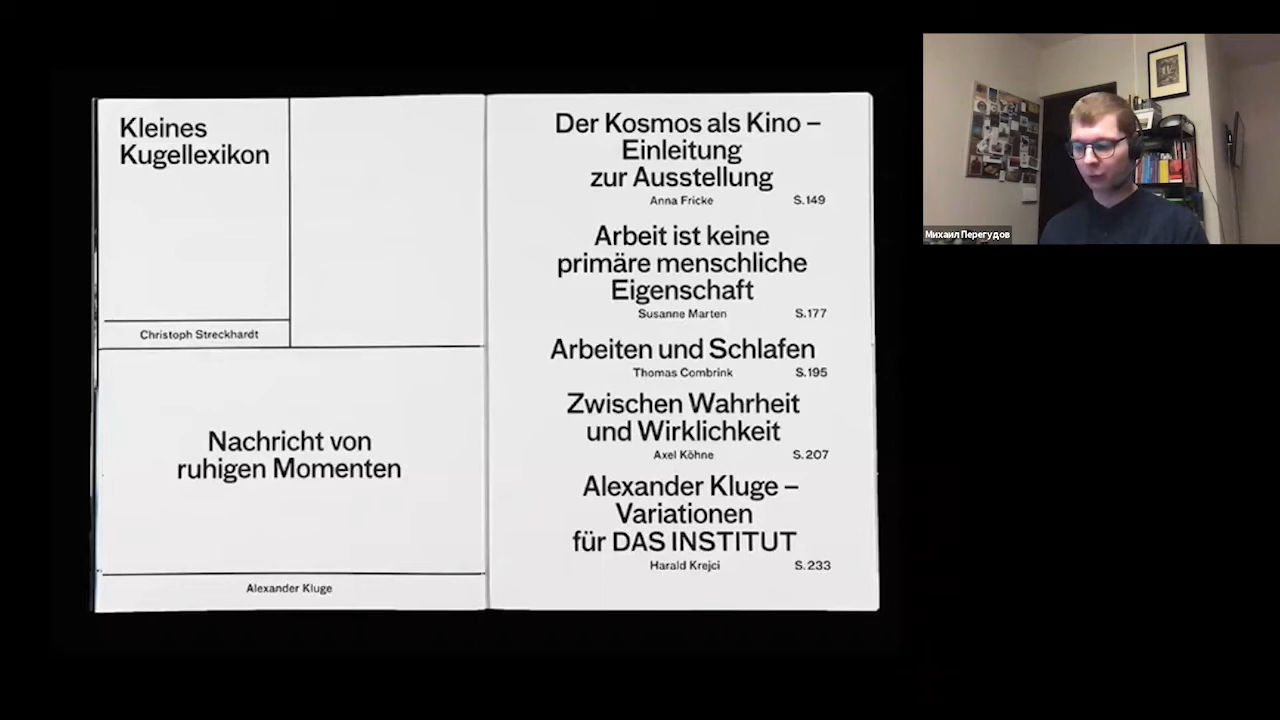 Kleines
Kugellexikon
Christoph Streckhardt
Nachricht von
ruhigen Momenten
Alexander Kluge
Der Kosmos als Kino –
Einleitung
zur Ausstellung
Anna Fricke S.149
Arbeit ist keine
primäre menschliche
Eigenschaft
Susanne Marten S.177
Arbeiten und Schlafen
Thomas Combrink S.195
Zwischen Wahrheit
und Wirklichkeit
Axel Köhne S.207
Alexander Kluge –
Variationen
für DAS INSTITUT
Harald Krejci S.233
Михаил Перегудов